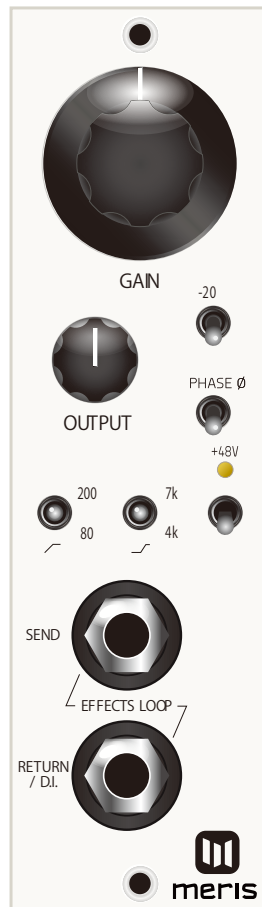 GAIN
-20
OUTPUT
PHASE Ø
+48V
200
80
7k
4k
SEND
EFFECTS LOOP
RETURN
/ D.I.
meris